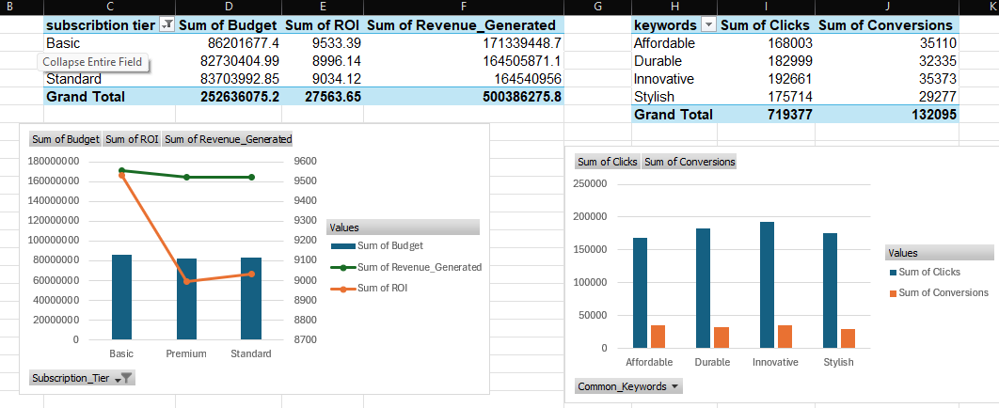 B C D E F G H I J K
subscribtion tier Sum of Budget Sum of ROI Sum of Revenue_Generated
Basic 86201677.4 9533.39 171339448.7
Collapse Entire Field 82730404.99 8996.14 164505871.1
Standard 83703992.85 9034.12 164540956
Grand Total 252636075.2 27563.65 500386275.8
keywords Sum of Clicks Sum of Conversions
Affordable 168003 35110
Durable 182999 32335
Innovative 192661 35373
Stylish 175714 29277
Grand Total 719377 132095
Sum of Budget Sum of ROI Sum of Revenue_Generated
180000000 9600
160000000 9500
140000000 9400
120000000 9300
100000000 9200
80000000 9100
60000000 9000
40000000 8900
20000000 8800
0 8700
Basic Premium Standard
Values
Sum of Budget
Sum of Revenue_Generated
Sum of ROI
Subscription_Tier
Sum of Clicks Sum of Conversions
250000
200000
150000
100000
50000
0
Affordable Durable Innovative Stylish
Values
Sum of Clicks
Sum of Conversions
Common_Keywords